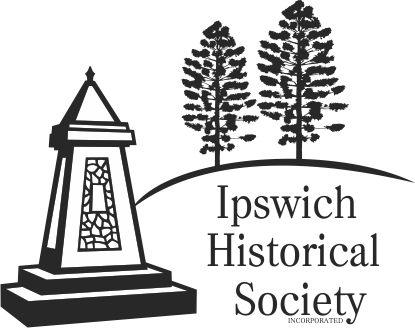 Ipswich
Historical
Society
INCORPORATED